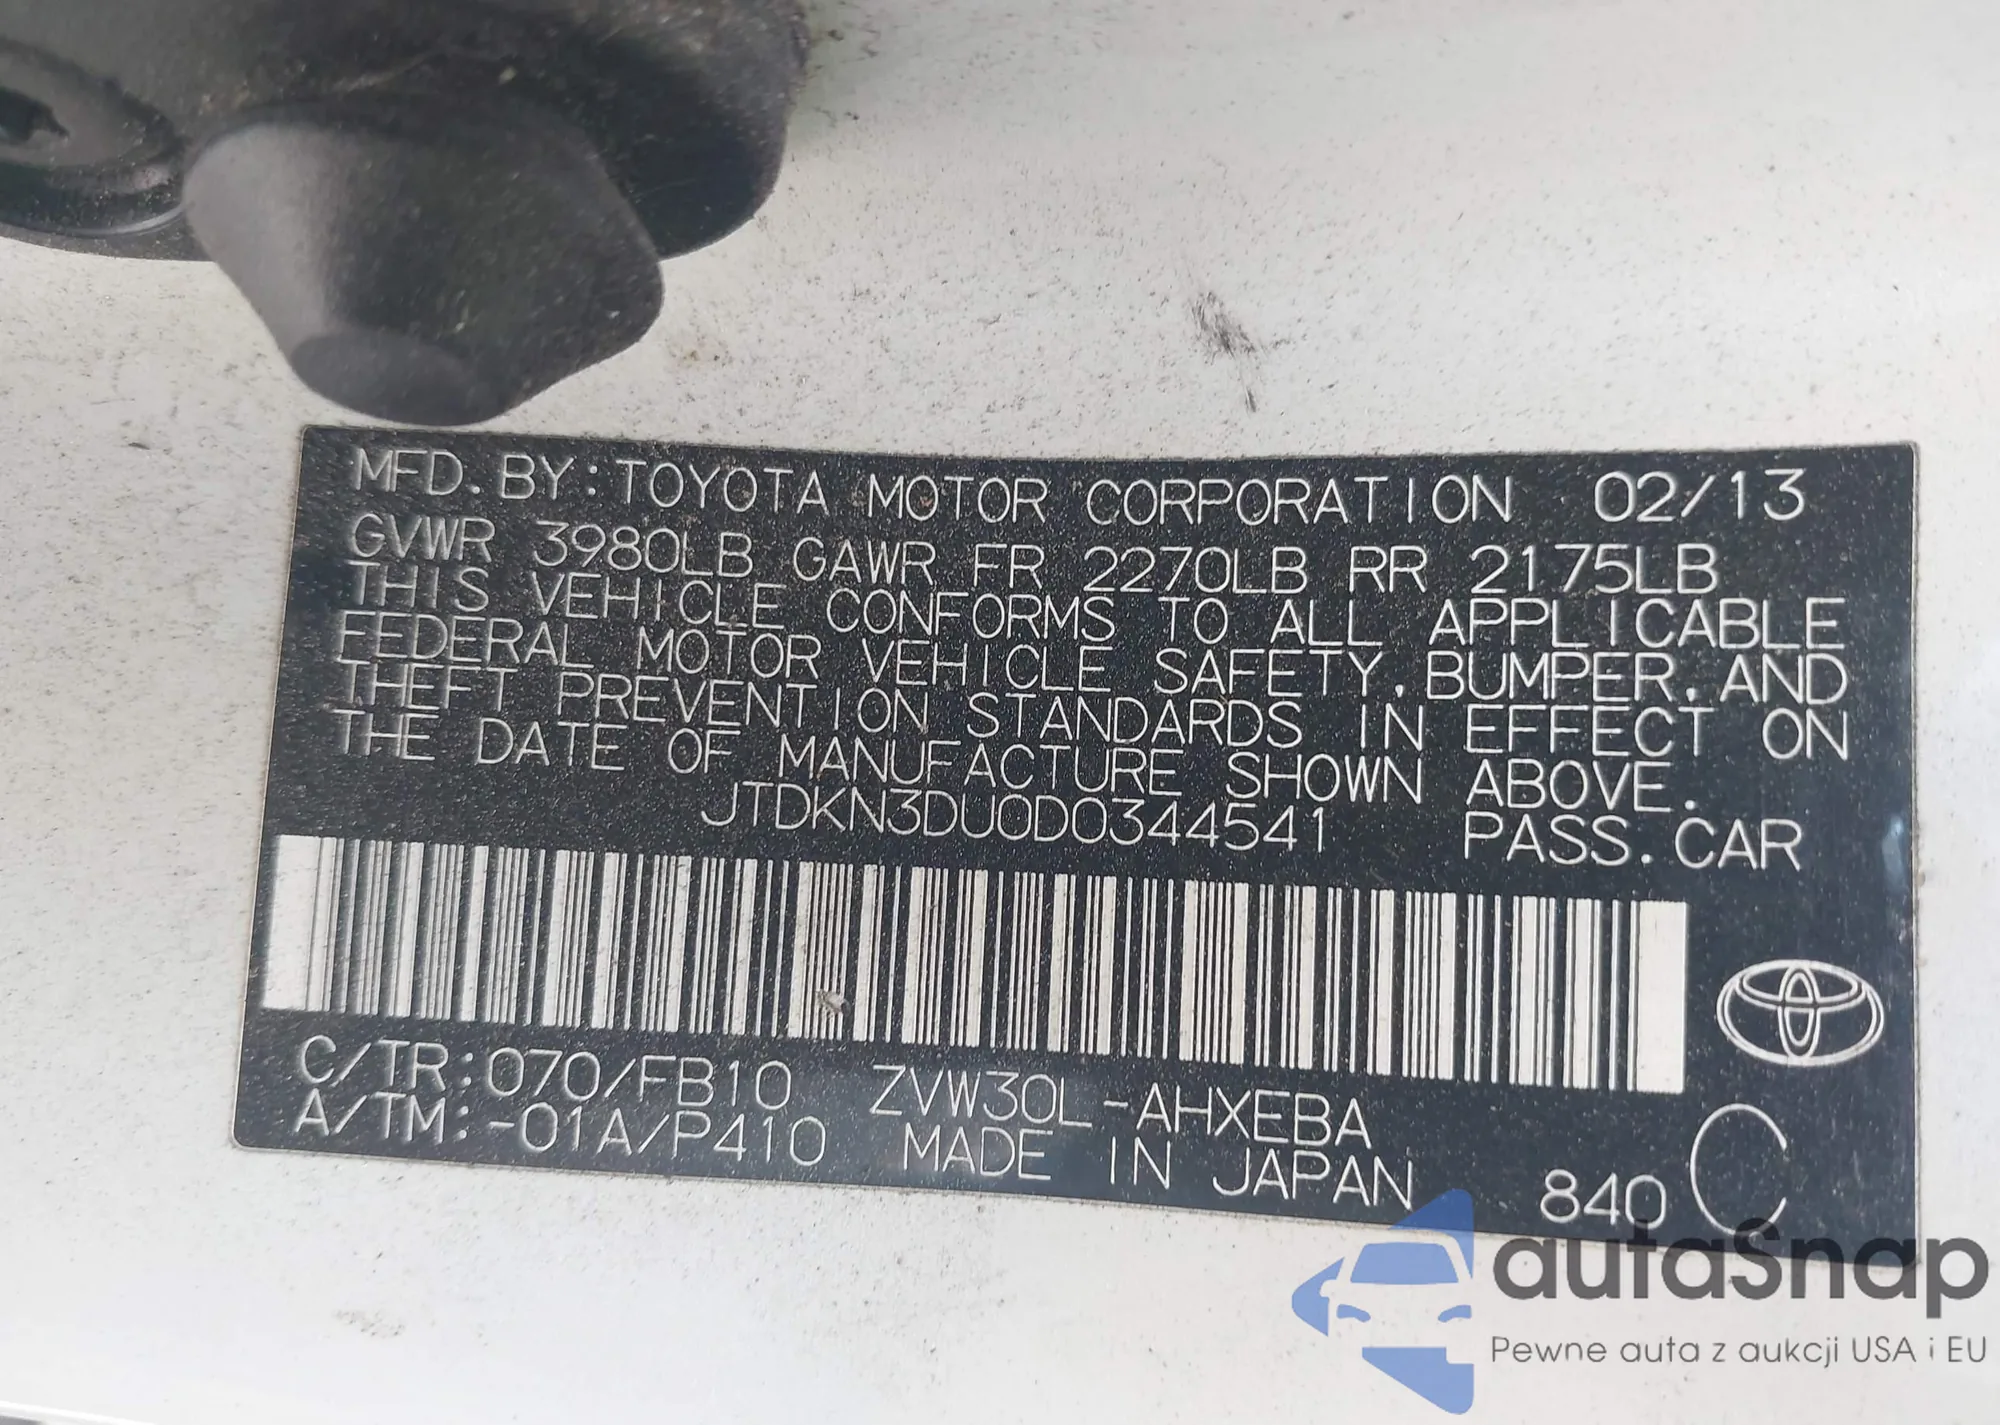 MFD. BY: TOYOTA MOTOR CORPORATION 02/13
GVWR 3980LB GAWR FR 2270LB RR 2175LB
THIS VEHICLE CONFORMS TO ALL APPLICABLE
FEDERAL MOTOR VEHICLE SAFETY, BUMPER, AND
THEFT PREVENTION STANDARDS IN EFFECT ON
THE DATE OF MANUFACTURE SHOWN ABOVE.
JTDKN3DU0D0344541 PASS. CAR
C/TR:070/FB10 ZVW30L-AHXEBA
A/TM:-01A/P410 MADE IN JAPAN 840 C
autaSnap
Pewne auta z aukcji USA i EU